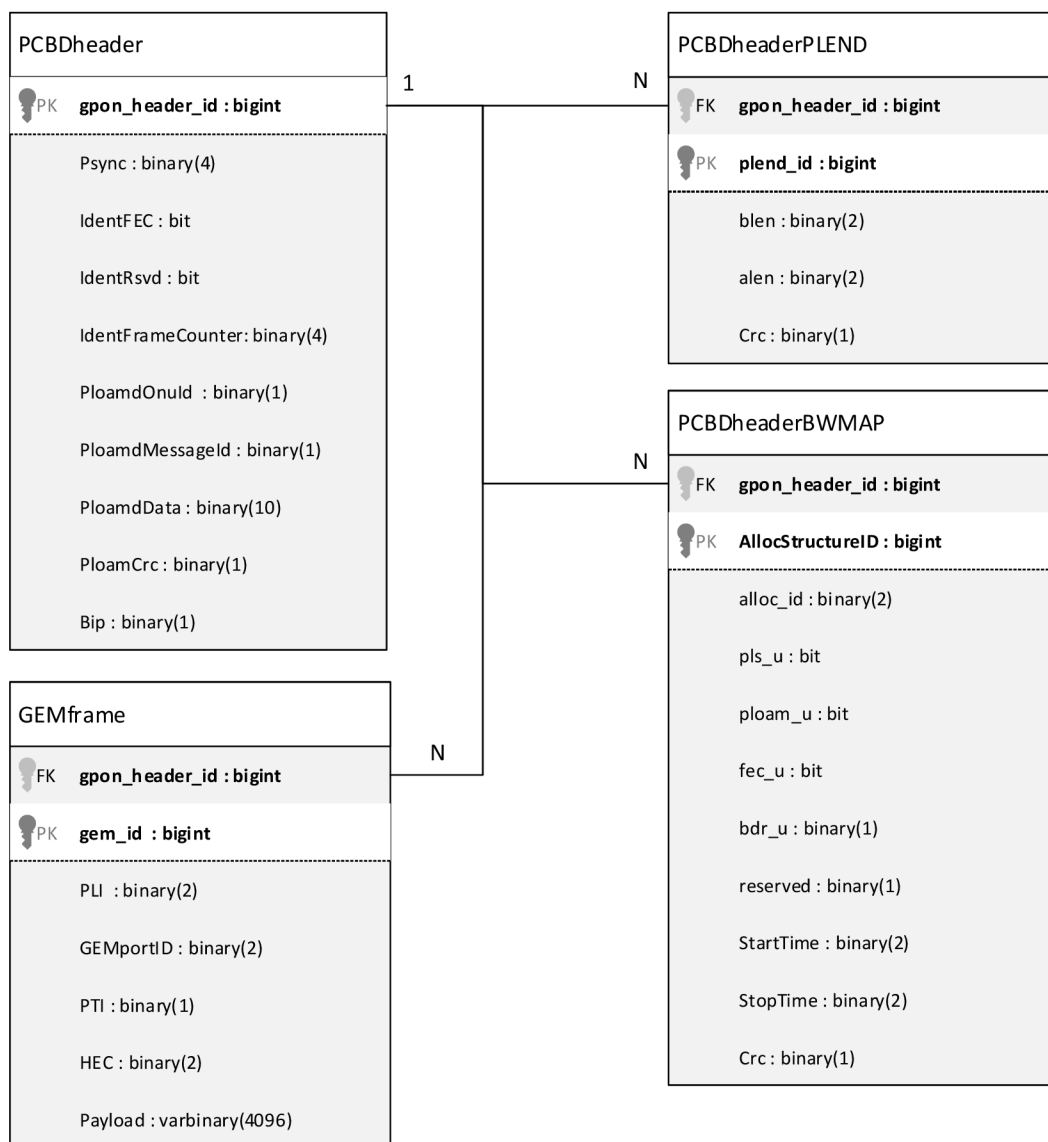 PCBDheader
PK gpon_header_id : bigint
Psync : binary(4)
IdentFEC : bit
IdentRsvd : bit
IdentFrameCounter: binary(4)
PloamdOnuId : binary(1)
PloamdMessageId : binary(1)
PloamdData : binary(10)
PloamCrc : binary(1)
Bip : binary(1)
1
N
PCBDheaderPLEND
FK gpon_header_id : bigint
PK plend_id : bigint
blen : binary(2)
alen : binary(2)
Crc : binary(1)
N
PCBDheaderBWMAP
FK gpon_header_id : bigint
PK AllocStructureID : bigint
alloc_id : binary(2)
pls_u : bit
ploam_u : bit
fec_u : bit
bdr_u : binary(1)
reserved : binary(1)
StartTime : binary(2)
StopTime : binary(2)
Crc : binary(1)
GEMframe
N
FK gpon_header_id : bigint
PK gem_id : bigint
PLI : binary(2)
GEMportID : binary(2)
PTI : binary(1)
HEC : binary(2)
Payload : varbinary(4096)